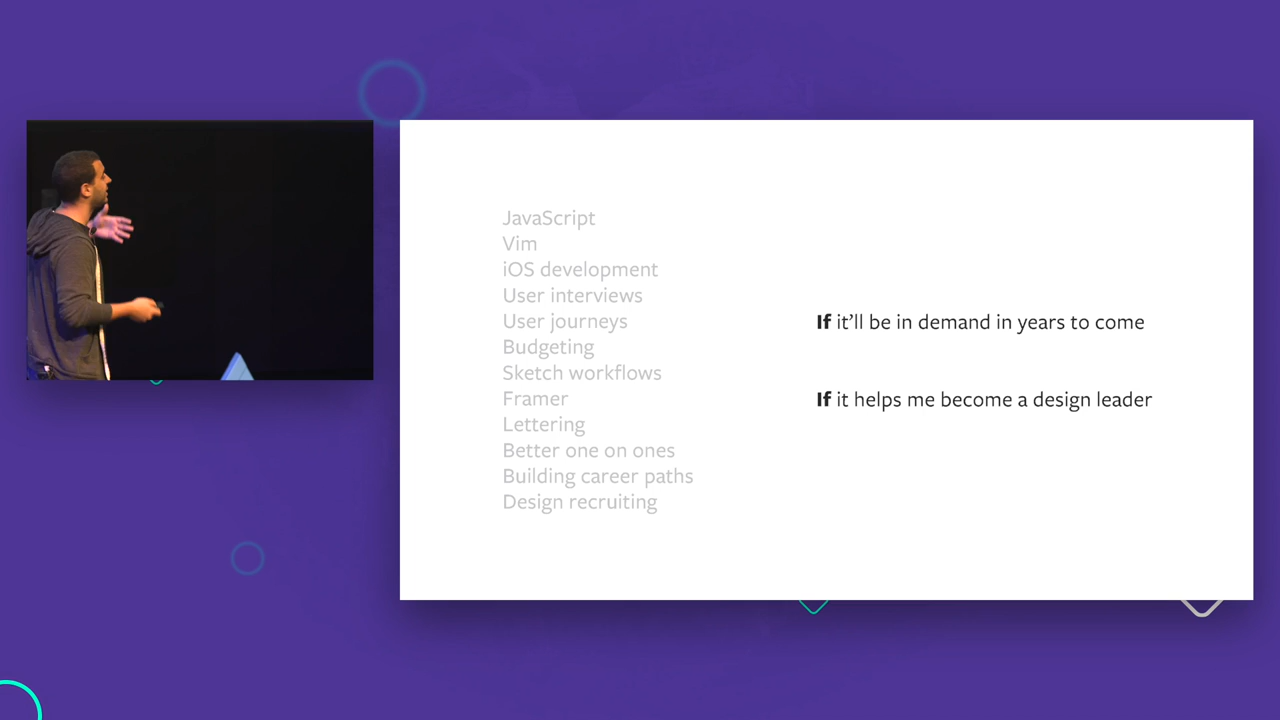 JavaScript
Vim
iOS development
User interviews
User journeys
Budgeting
Sketch workflows
Framer
Lettering
Better one on ones
Building career paths
Design recruiting
If it’ll be in demand in years to come
If it helps me become a design leader